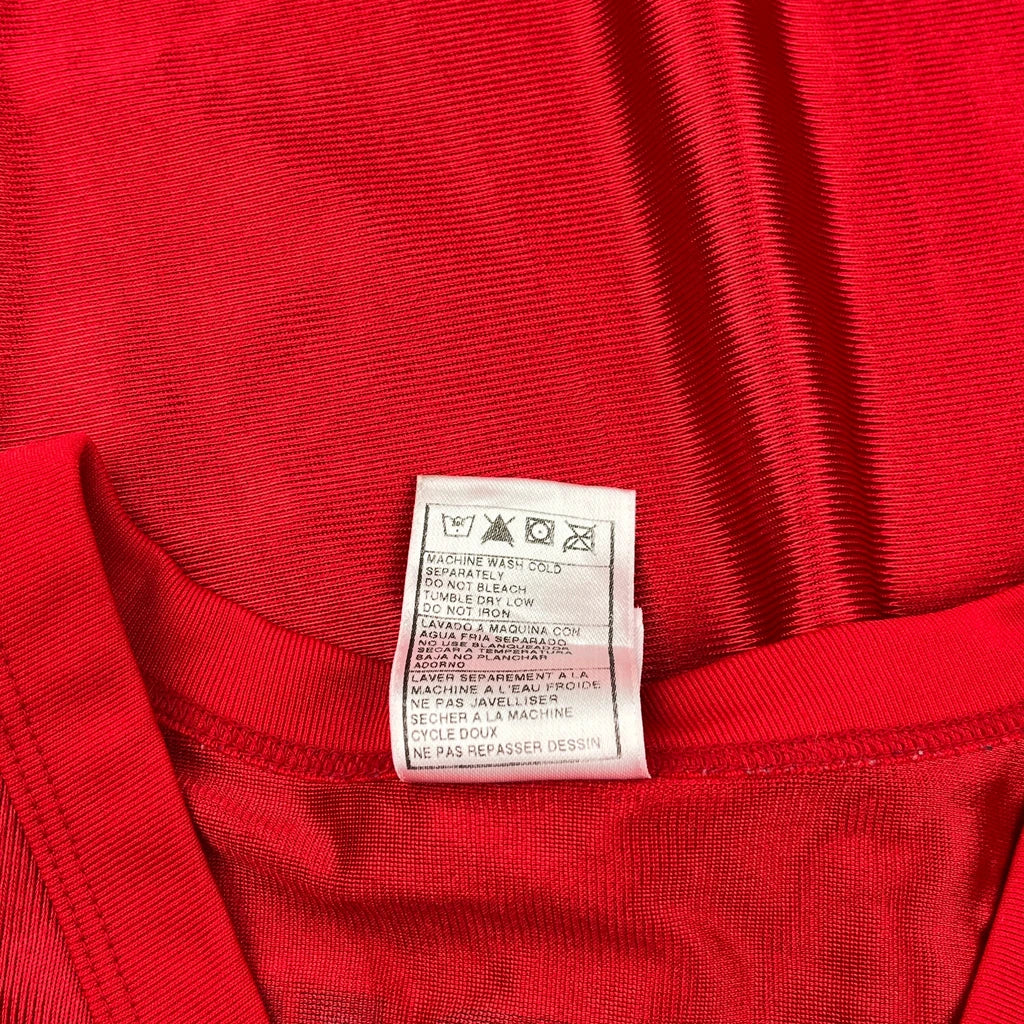 MACHINE WASH COLD
SEPARATELY
DO NOT BLEACH
TUMBLE DRY LOW
DO NOT IRON
LAVADO A MAQUINA CON
AGUA FRIA SEPARADO
NO USE BLANQUEADOR
SECAR A TEMPERATURA
BAJA NO PLANCHAR
ADORNO
LAVER SEPAREMENT A LA
MACHINE A L'EAU FROIDE
NE PAS JAVELLISER
SECHER A LA MACHINE
CYCLE DOUX
NE PAS REPASSER DESSIN